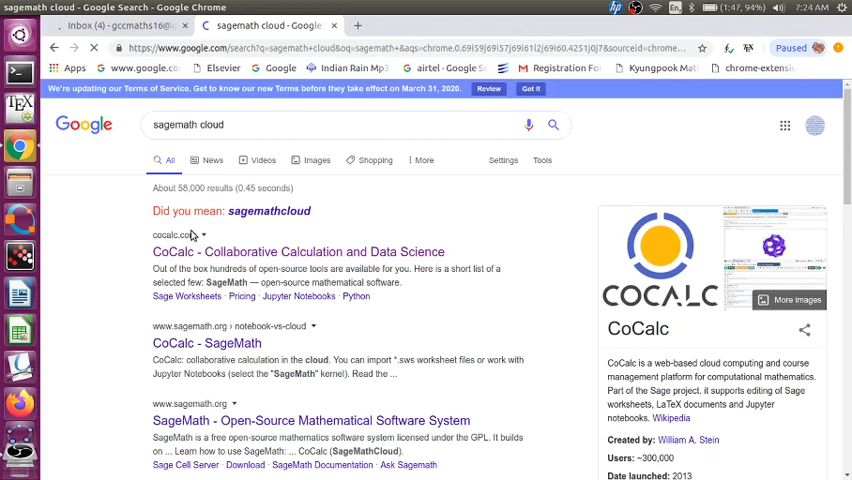 sagemath cloud - Google Search - Google Chrome
(1:47, 94%)
7:24 AM
Inbox (4) - gccmaths16@g
sagemath cloud - Google
https://www.google.com/search?q=sagemath+cloud&oq=sagemath+&aqs=chrome.0.69i59j69i57j69i61l2j69i60.4251j0j7&sourceid=chrome...
Paused
Apps
www.google.co
Elsevier
Google
Indian Rain Mp3
airtel - Google S
Registration For
Kyungpook Mat
chrome-extensi
We're updating our Terms of Service. Get to know our new Terms before they take effect on March 31, 2020.
Review
Got it
Google
sagemath cloud
All
News
Videos
Images
Shopping
More
Settings
Tools
About 58,000 results (0.45 seconds)
Did you mean: sagemathcloud
CoCalc - Collaborative Calculation and Data Science
Out of the box hundreds of open-source tools are available for you. Here is a short list of a
selected few: SageMath — open-source mathematical software.
Sage Worksheets · Pricing · Jupyter Notebooks · Python
www.sagemath.org › notebook-vs-cloud
CoCalc - SageMath
CoCalc: collaborative calculation in the cloud. You can import *.sws worksheet files or work with
Jupyter Notebooks (select the "SageMath" kernel). Read the ...
www.sagemath.org
SageMath - Open-Source Mathematical Software System
SageMath is a free open-source mathematics software system licensed under the GPL. It builds
on ... Learn how to use SageMath: ... CoCalc (SageMathCloud).
Sage Cell Server · Download · SageMath Documentation · Ask Sagemath
COCALC
More images
CoCalc
CoCalc is a web-based cloud computing and course
management platform for computational mathematics.
Part of the Sage project, it supports editing of Sage
worksheets, LaTeX documents and Jupyter
notebooks. Wikipedia
Created by: William A. Stein
Users: ~300,000
Date launched: 2013